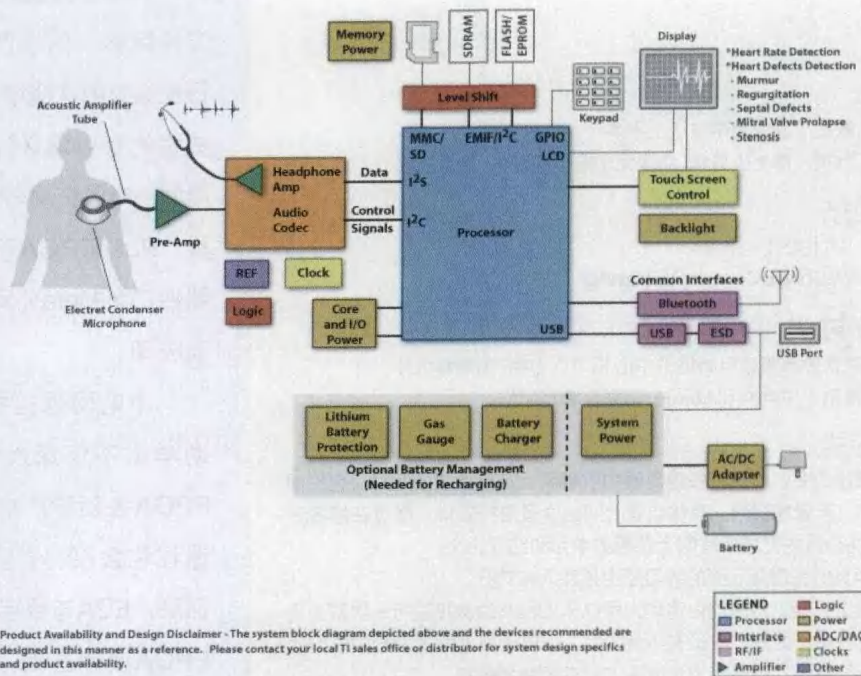 Memory
Power
SDRAM
FLASH/
EPROM
Display
*Heart Rate Detection
*Heart Defects Detection
- Murmur
- Regurgitation
- Septal Defects
- Mitral Valve Prolapse
- Stenosis
Level Shift
Keypad
Acoustic Amplifier
Tube
MMC/
SD
EMIF/I²C
GPIO
LCD
Headphone
Amp
Data
I²S
Touch Screen
Control
Audio
Codec
Control
Signals
I²C
Processor
Pre-Amp
Backlight
REF
Clock
Common Interfaces
Bluetooth
Electret Condenser
Microphone
Logic
Core
and I/O
Power
USB
USB
ESD
USB Port
Lithium
Battery
Protection
Gas
Gauge
Battery
Charger
System
Power
Optional Battery Management
(Needed for Recharging)
AC/DC
Adapter
Battery
LEGEND
Processor
Interface
RF/IF
Amplifier
Logic
Power
ADC/DAC
Clocks
Other
Product Availability and Design Disclaimer - The system block diagram depicted above and the devices recommended are
designed in this manner as a reference. Please contact your local TI sales office or distributor for system design specifics
and product availability.